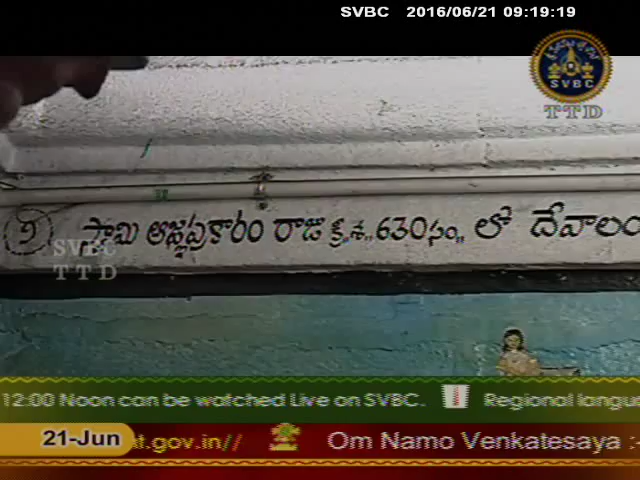 SVBC 2016/06/21 09:19:19
SVBC
TTD
౨ స్వామి ఆజ్ఞప్రకారం రాజు క్రీ.శ.. 630సం.. లో దేవాలం
SVBC
TTD
12:00 Noon can be watched Live on SVBC. Regional langu
21-Jun t.gov.in// Om Namo Venkatesaya :-